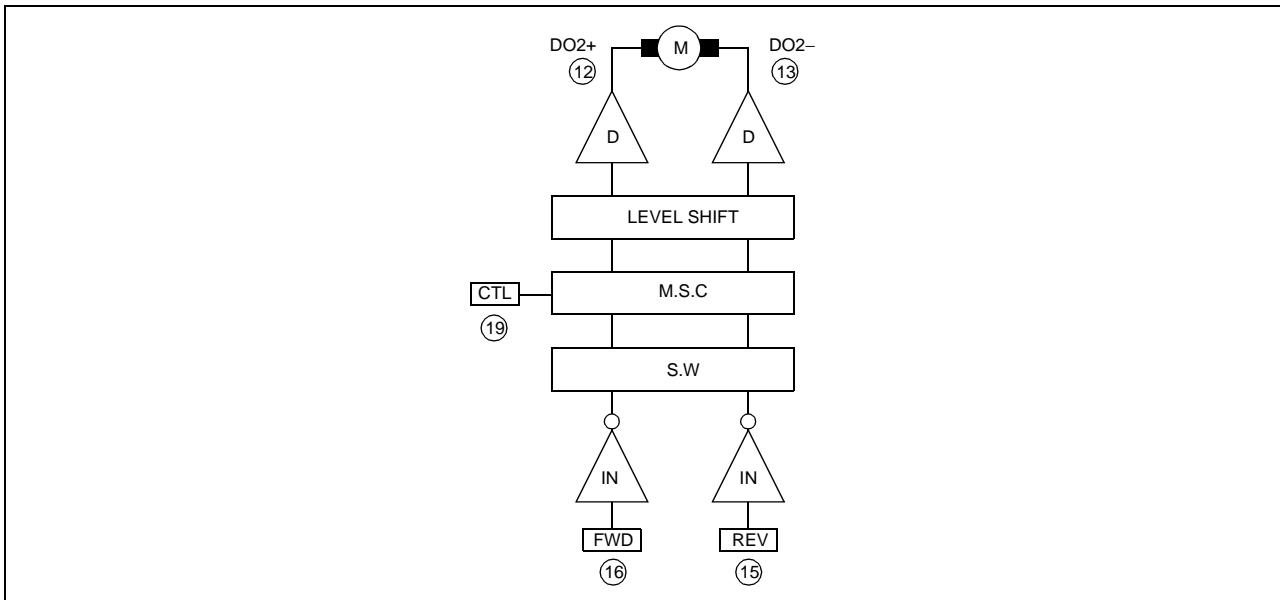 DO2+ M DO2−
12 13
D D
LEVEL SHIFT
CTL M.S.C
19
S.W
IN IN
FWD REV
16 15